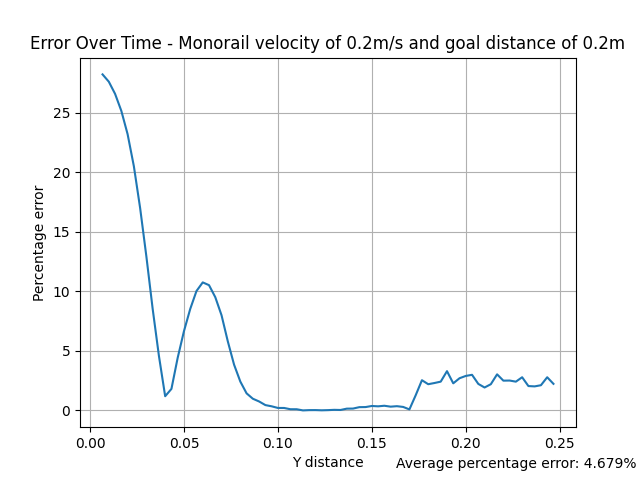 Error Over Time - Monorail velocity of 0.2m/s and goal distance of 0.2m
Percentage error
25
20
15
10
5
0
0.00 0.05 0.10 0.15 0.20 0.25
Y distance
Average percentage error: 4.679%